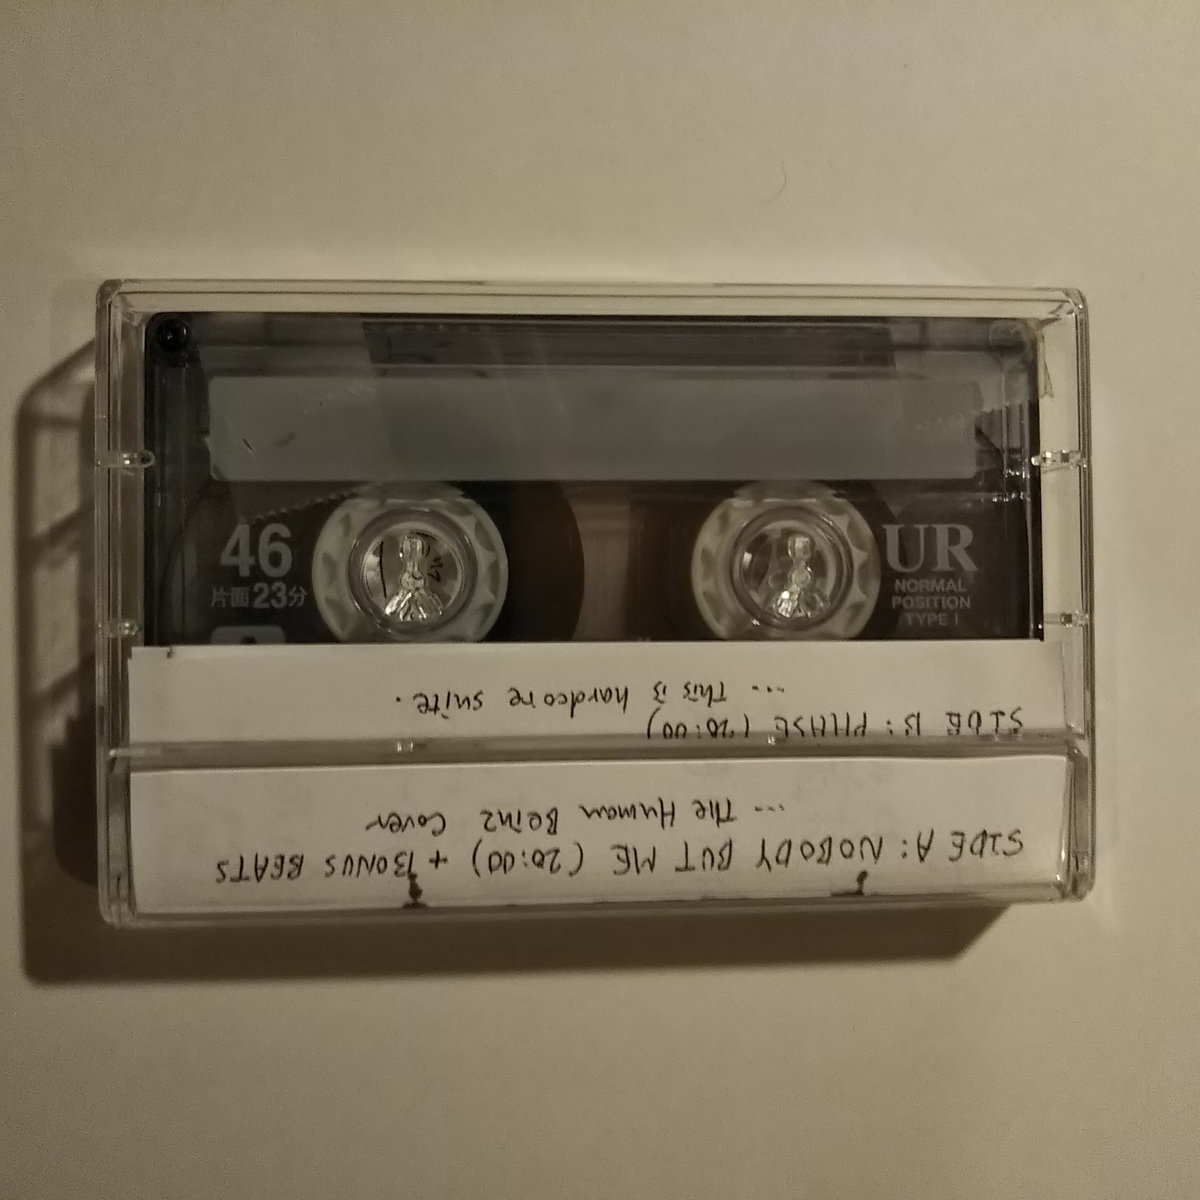 46
片面23分
UR
NORMAL
POSITION
TYPE I
SIDE A: NOBODY BUT ME (20:00) + BONUS BEATS
... The Human Beinz Cover
SIDE B: PHASE (20:00)
... This is hardcore suite.